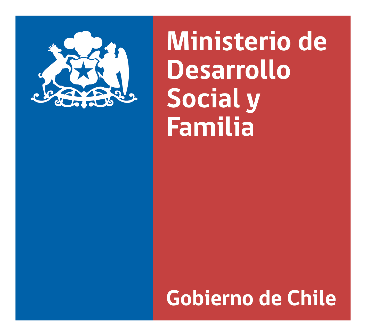 Ministerio de
Desarrollo
Social y
Familia
Gobierno de Chile